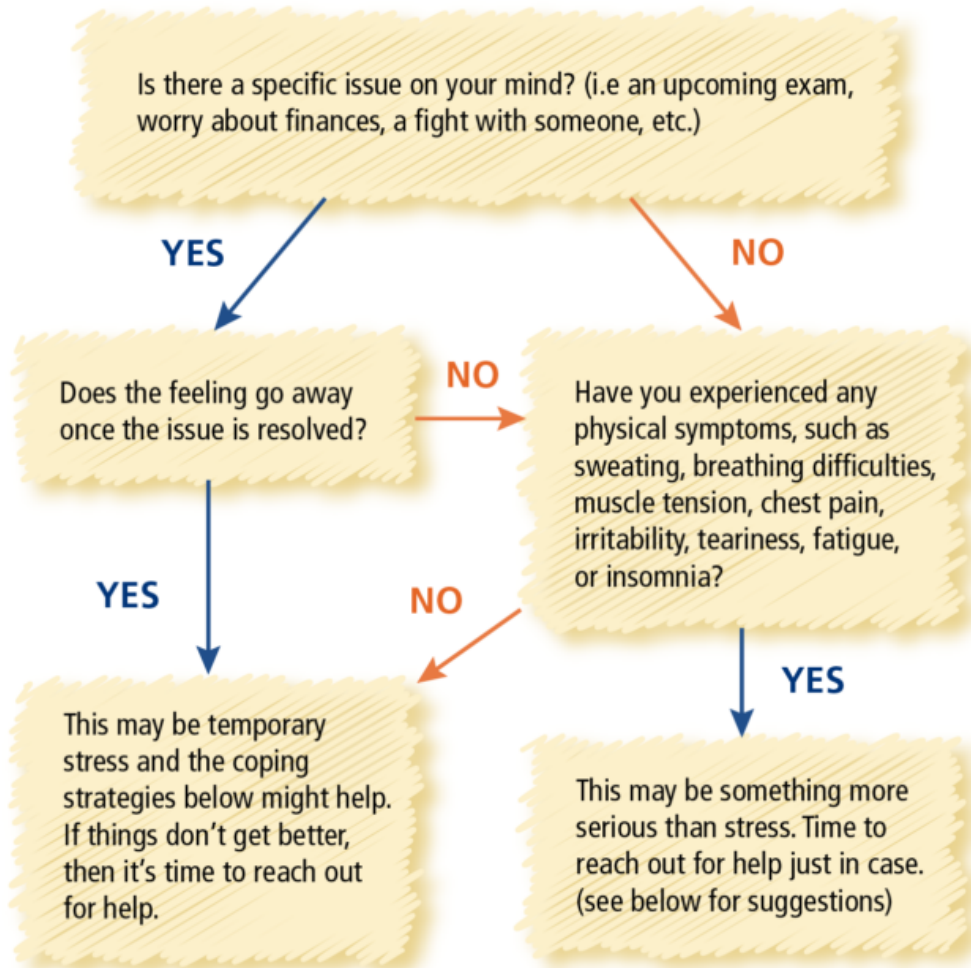 Is there a specific issue on your mind? (i.e an upcoming exam,
worry about finances, a fight with someone, etc.)
YES
NO
Does the feeling go away
once the issue is resolved?
NO
Have you experienced any
physical symptoms, such as
sweating, breathing difficulties,
muscle tension, chest pain,
irritability, teariness, fatigue,
or insomnia?
YES
NO
YES
This may be temporary
stress and the coping
strategies below might help.
If things don't get better,
then it's time to reach out
for help.
This may be something more
serious than stress. Time to
reach out for help just in case.
(see below for suggestions)